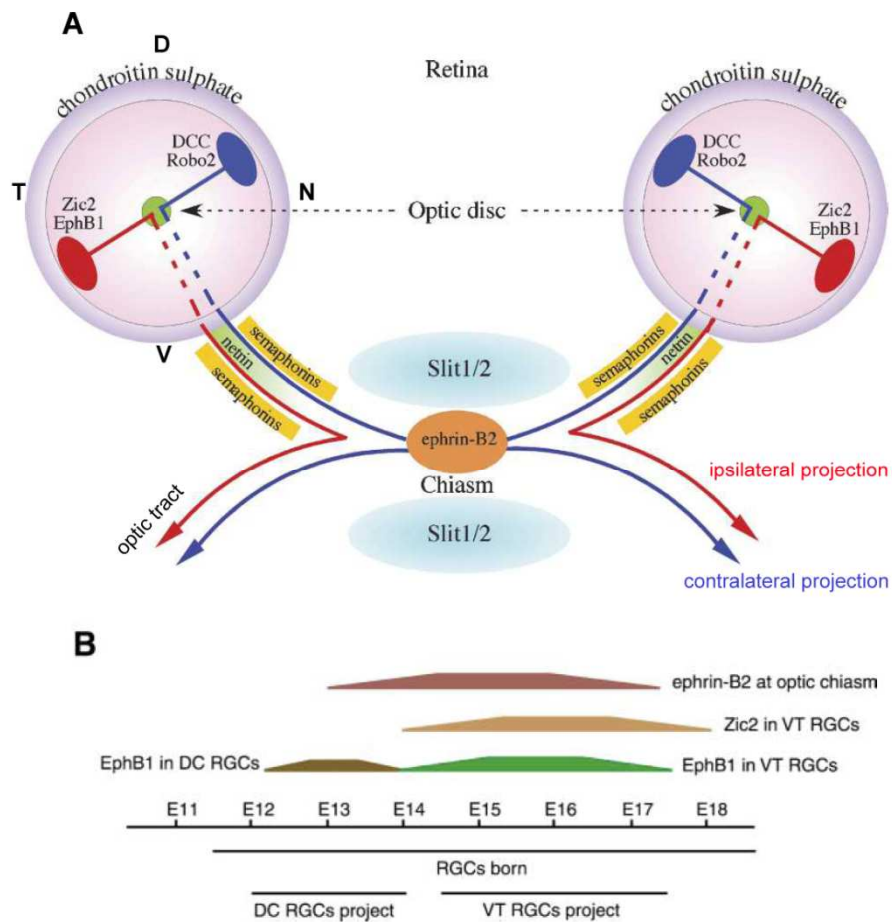 A
D
Retina
chondroitin sulphate
chondroitin sulphate
DCC
Robo2
DCC
Robo2
T
Zic2
EphB1
N
Optic disc
Zic2
EphB1
V
netrin
semaphorins
semaphorins
Slit1/2
semaphorins
netrin
semaphorins
ephrin-B2
Chiasm
ipsilateral projection
optic tract
Slit1/2
contralateral projection
B
ephrin-B2 at optic chiasm
Zic2 in VT RGCs
EphB1 in DC RGCs
EphB1 in VT RGCs
E11 E12 E13 E14 E15 E16 E17 E18
RGCs born
DC RGCs project
VT RGCs project